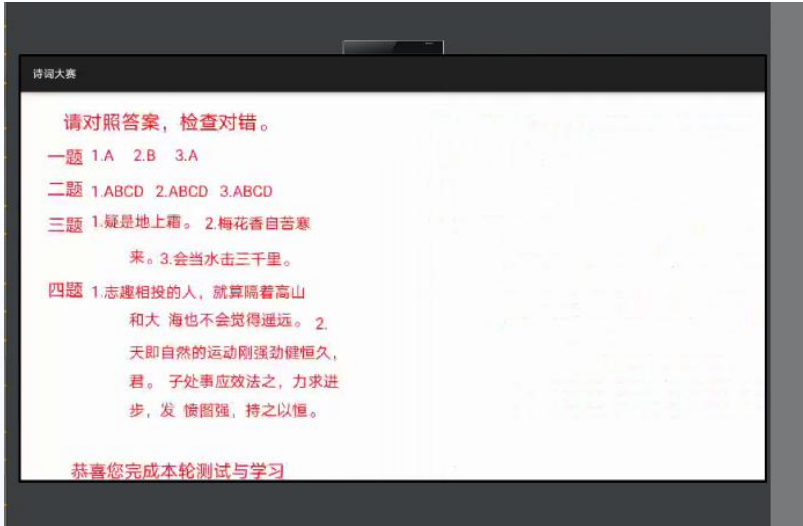 诗词大赛
请对照答案，检查对错。
一题 1.A 2.B 3.A
二题 1.ABCD 2.ABCD 3.ABCD
三题 1.疑是地上霜。 2.梅花香自苦寒
来。3.会当水击三千里。
四题 1.志趣相投的人，就算隔着高山
和大 海也不会觉得遥远。 2.
天即自然的运动刚强劲健恒久，
君。 子处事应效法之，力求进
步，发 愤图强，持之以恒。
恭喜您完成本轮测试与学习